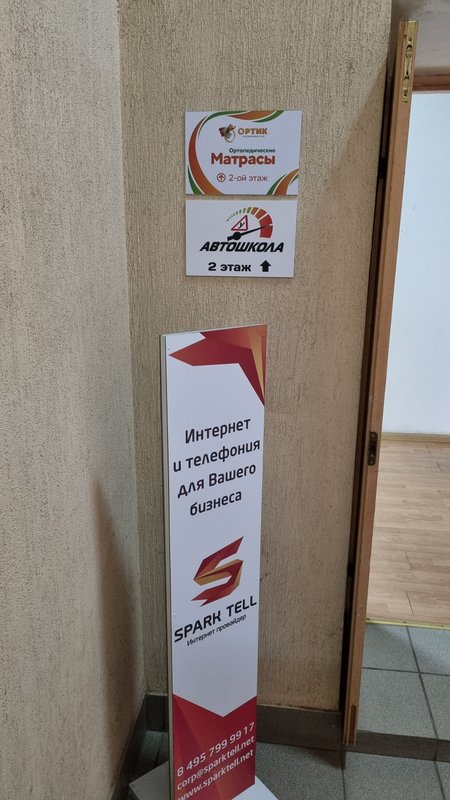 ОРТИК
Ортопедические
Матрасы
2-ой этаж
У
АВТОШКОЛА
2 этаж
Интернет
и телефония
для Вашего
бизнеса
SPARK TELL
Интернет провайдер
8 495 799 99 17
corp@sparktell.net
www.sparktell.net